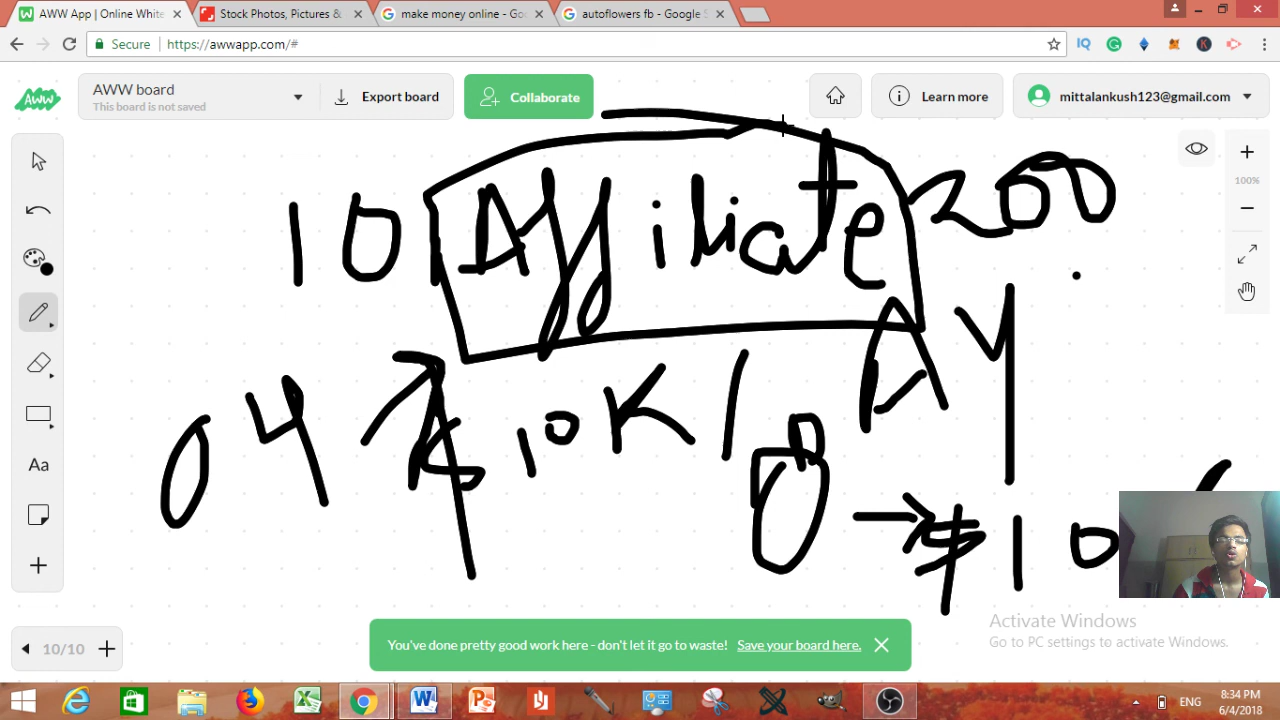 AWW App | Online White
Stock Photos, Pictures &
make money online - Go
autoflowers fb - Google S
Secure
https://awwapp.com/#
AWW
AWW board
This board is not saved
Export board
Collaborate
Learn more
mittalankush123@gmail.com
100%
10 Affiliate 200
AY
04 $10K/
$10
Aa
10/10
You've done pretty good work here - don't let it go to waste! Save your board here.
Activate Windows
Go to PC settings to activate Windows.
ENG
8:34 PM
6/4/2018